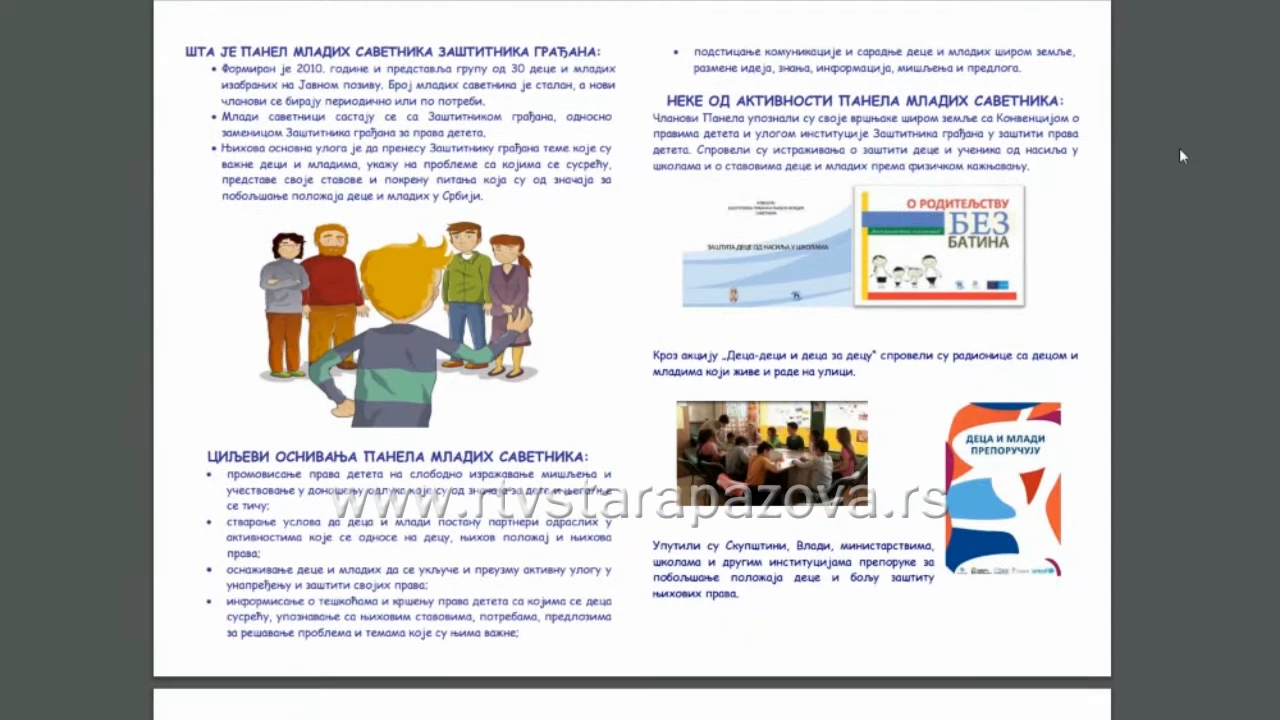 ШТА ЈЕ ПАНЕЛ МЛАДИХ САВЕТНИКА ЗАШТИТНИКА ГРАЂАНА:
• Формиран је 2010. године и представља групу од 30 деце и младих
изабраних на Јавном позиву. Број младих саветника је сталан, а нови
чланови се бирају периодично или по потреби.
• Млади саветници састају се са Заштитником грађана, односно
заменицом Заштитника грађана за права детета.
• Њихова основна улога је да пренесу Заштитнику грађана теме које су
важне деци и младима, укажу на проблеме са којима се сусрећу,
представе своје ставове и покрену питања која су од значаја за
побољшање положаја деце и младих у Србији.
ЦИЉЕВИ ОСНИВАЊА ПАНЕЛА МЛАДИХ САВЕТНИКА:
• промовисање права детета на слободно изражавање мишљења и
учествовање у доношењу одлука које су од значаја за дете и њега/ње
се тичу;
• стварање услова да деца и млади постану партнери одраслих у
активностима које се односе на децу, њихов положај и њихова
права;
• оснаживање деце и младих да се укључе и преузму активну улогу у
унапређењу и заштити својих права;
• информисање о тешкоћама и кршењу права детета са којима се деца
сусрећу, упознавање са њиховим ставовима, потребама, предлозима
за решавање проблема и темама које су њима важне;
• подстицање комуникације и сарадње деце и младих широм земље,
размене идеја, знања, информација, мишљења и предлога.
НЕКЕ ОД АКТИВНОСТИ ПАНЕЛА МЛАДИХ САВЕТНИКА:
Чланови Панела упознали су своје вршњаке широм земље са Конвенцијом о
правима детета и улогом институције Заштитника грађана у заштити права
детета. Спровели су истраживања о заштити деце и ученика од насиља у
школама и о ставовима деце и младих према физичком кажњавању.
ЗАШТИТА ДЕЦЕ ОД НАСИЉА У ШКОЛАМА
О РОДИТЕЉСТВУ
БЕЗ
БАТИНА
Кроз акцију „Деца-деци и деца за децу“ спровели су радионице са децом и
младима који живе и раде на улици.
ДЕЦА И МЛАДИ
ПРЕПОРУЧУЈУ
Упутили су Скупштини, Влади, министарствима,
школама и другим институцијама препоруке за
побољшање положаја деце и бољу заштиту
њихових права.
www.rtvstarapazova.rs